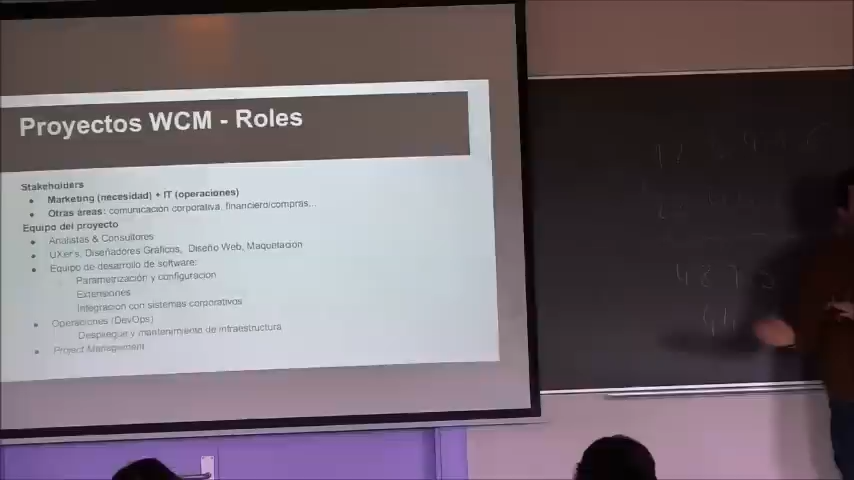 Proyectos WCM - Roles
Stakeholders
• Marketing (necesidad) + IT (operaciones)
• Otras áreas: comunicación corporativa, financiero/compras...
Equipo del proyecto
• Analistas & Consultores
• UXer's, Diseñadores Gráficos, Diseño Web, Maquetación
• Equipo de desarrollo de software:
Parametrización y configuración
Extensiones
Integración con sistemas corporativos
• Operaciones (DevOps)
Despliegue y mantenimiento de infraestructura
• Project Management